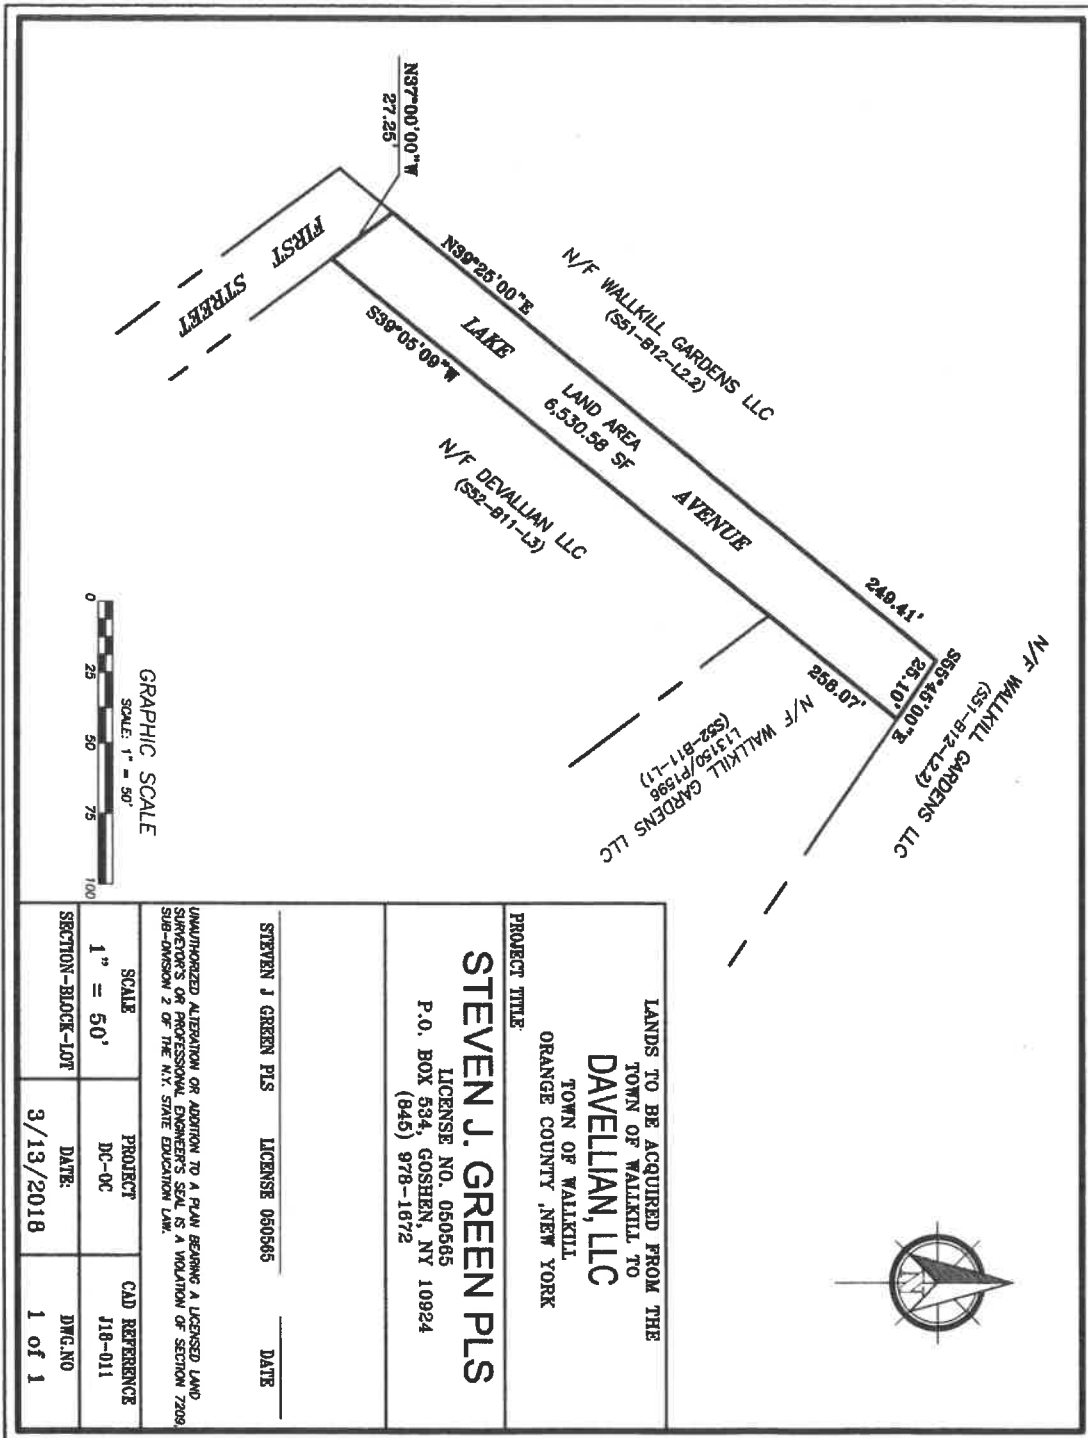 N37°00'00"W
27.25'
FIRST
STREET
N39°25'00"E
S39°05'09"W
N/F WALLKILL GARDENS LLC
(S51-B12-L2.2)
LAKE
AVENUE
LAND AREA
6,530.58 SF
N/F DEVALLIAN LLC
(S52-B11-L3)
249.41'
258.07'
S55°45'00"E
25.10'
N/F WALLKILL GARDENS LLC
(S51-B12-L2.2)
N/F WALLKILL GARDENS LLC
L13150/P1596
(S52-B11-L1)
GRAPHIC SCALE
SCALE: 1" = 50'
0 25 50 75 100
N
LANDS TO BE ACQUIRED FROM THE
TOWN OF WALLKILL TO
DAVELLIAN, LLC
TOWN OF WALLKILL
ORANGE COUNTY ,NEW YORK
PROJECT TITLE:
STEVEN J. GREEN PLS
LICENSE NO. 050565
P.O. BOX 534, GOSHEN, NY 10924
(845) 978-1672
STEVEN J GREEN PLS LICENSE 050565 DATE
UNAUTHORIZED ALTERATION OR ADDITION TO A PLAN BEARING A LICENSED LAND
SURVEYOR'S OR PROFESSIONAL ENGINEER'S SEAL IS A VIOLATION OF SECTION 7209,
SUB-DIVISION 2 OF THE N.Y. STATE EDUCATION LAW.
SCALE
1" = 50'
PROJECT
DC-OC
CAD REFERENCE
J18-011
SECTION-BLOCK-LOT
DATE:
3/13/2018
DWG.NO
1 of 1